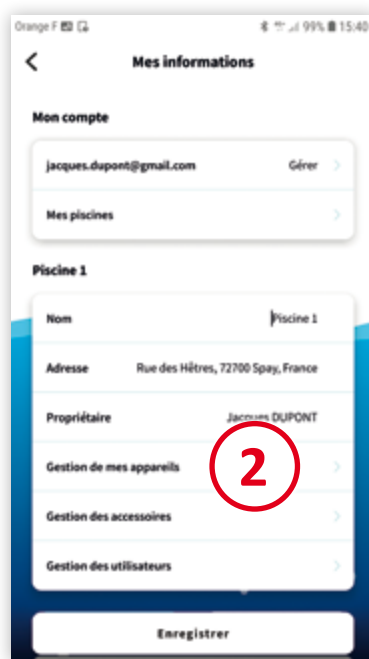 Orange F 99% 15:40
Mes informations
Mon compte
jacques.dupont@gmail.com Gérer
Mes piscines
Piscine 1
Nom Piscine 1
Adresse Rue des Hêtres, 72700 Spay, France
Propriétaire Jacques DUPONT
Gestion de mes appareils 2
Gestion des accessoires
Gestion des utilisateurs
Enregistrer